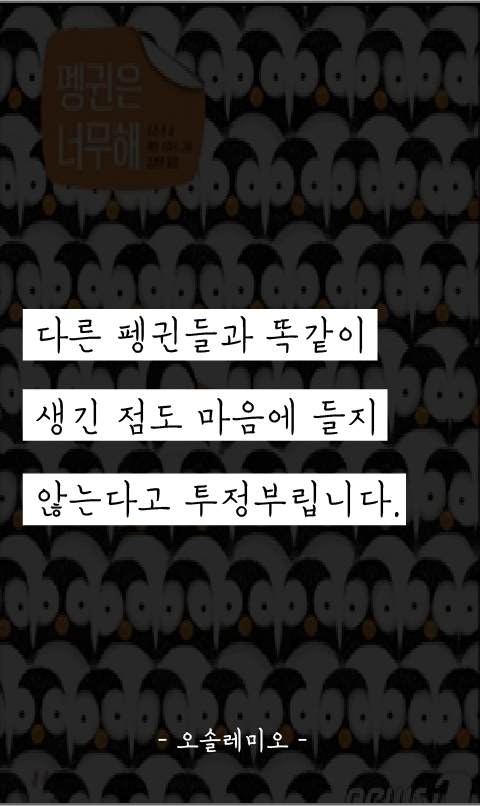 펭귄은
너무해
다른 펭귄들과 똑같이
생긴 점도 마음에 들지
않는다고 투정부립니다.
- 오솔레미오 -